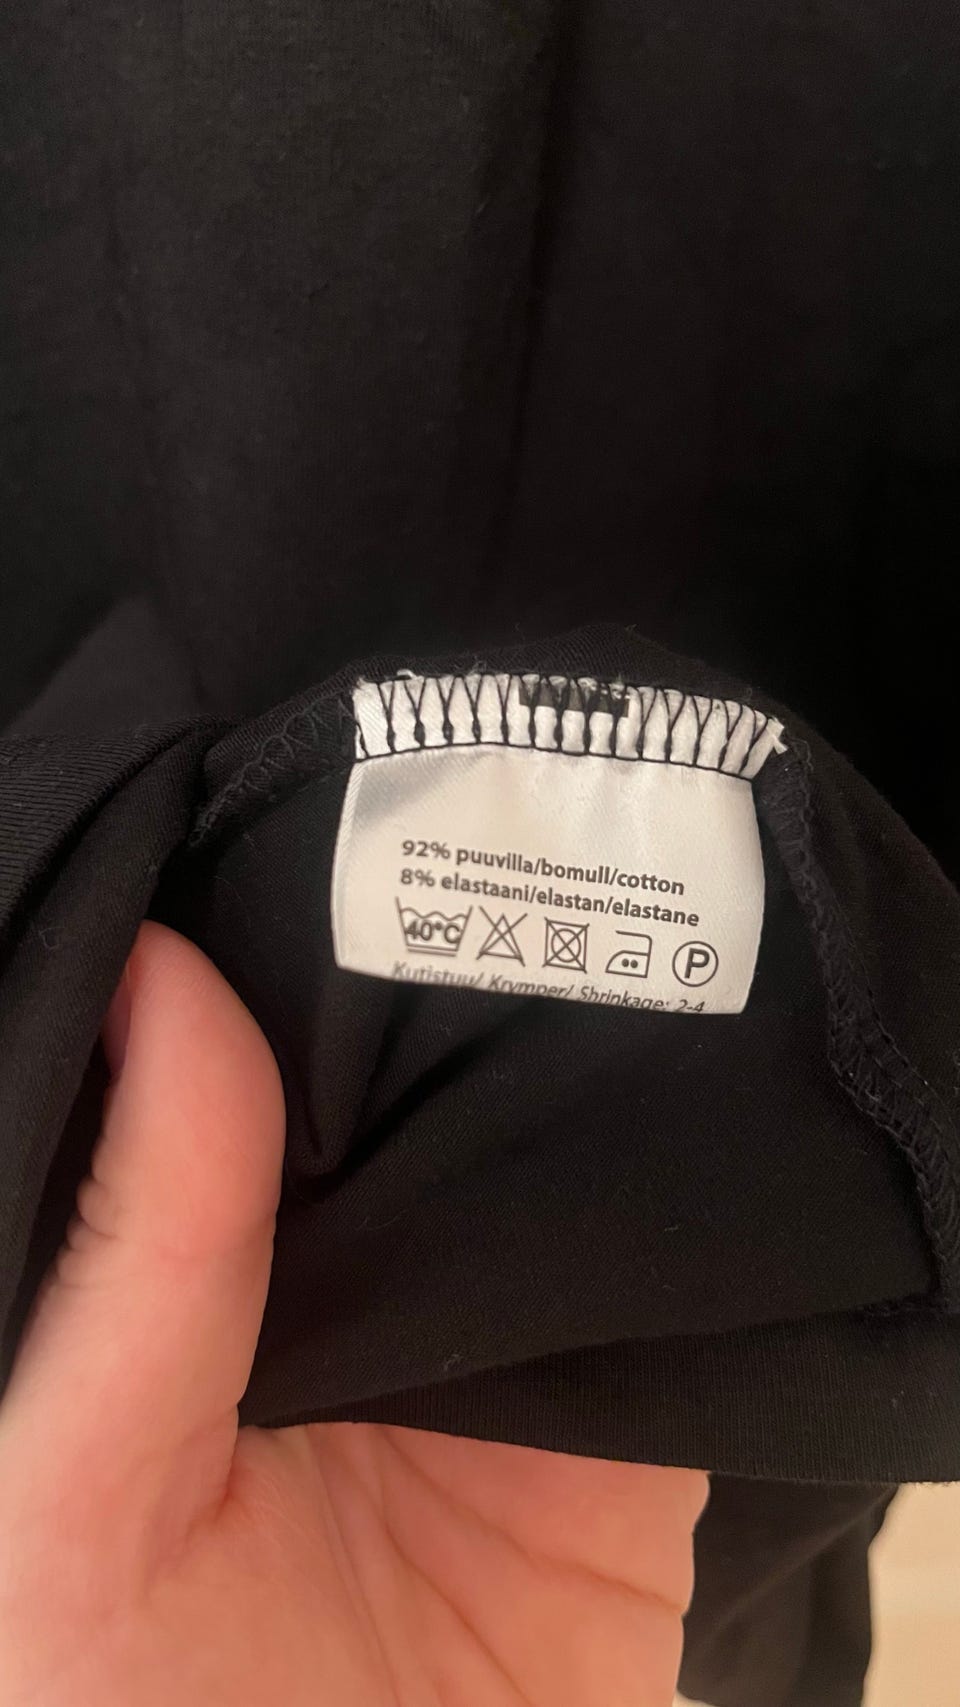 92% puuvilla/bomull/cotton
8% elastaani/elastan/elastane
40°C P
Kutistuu/ Krymper/ Shrinkage: 2-4